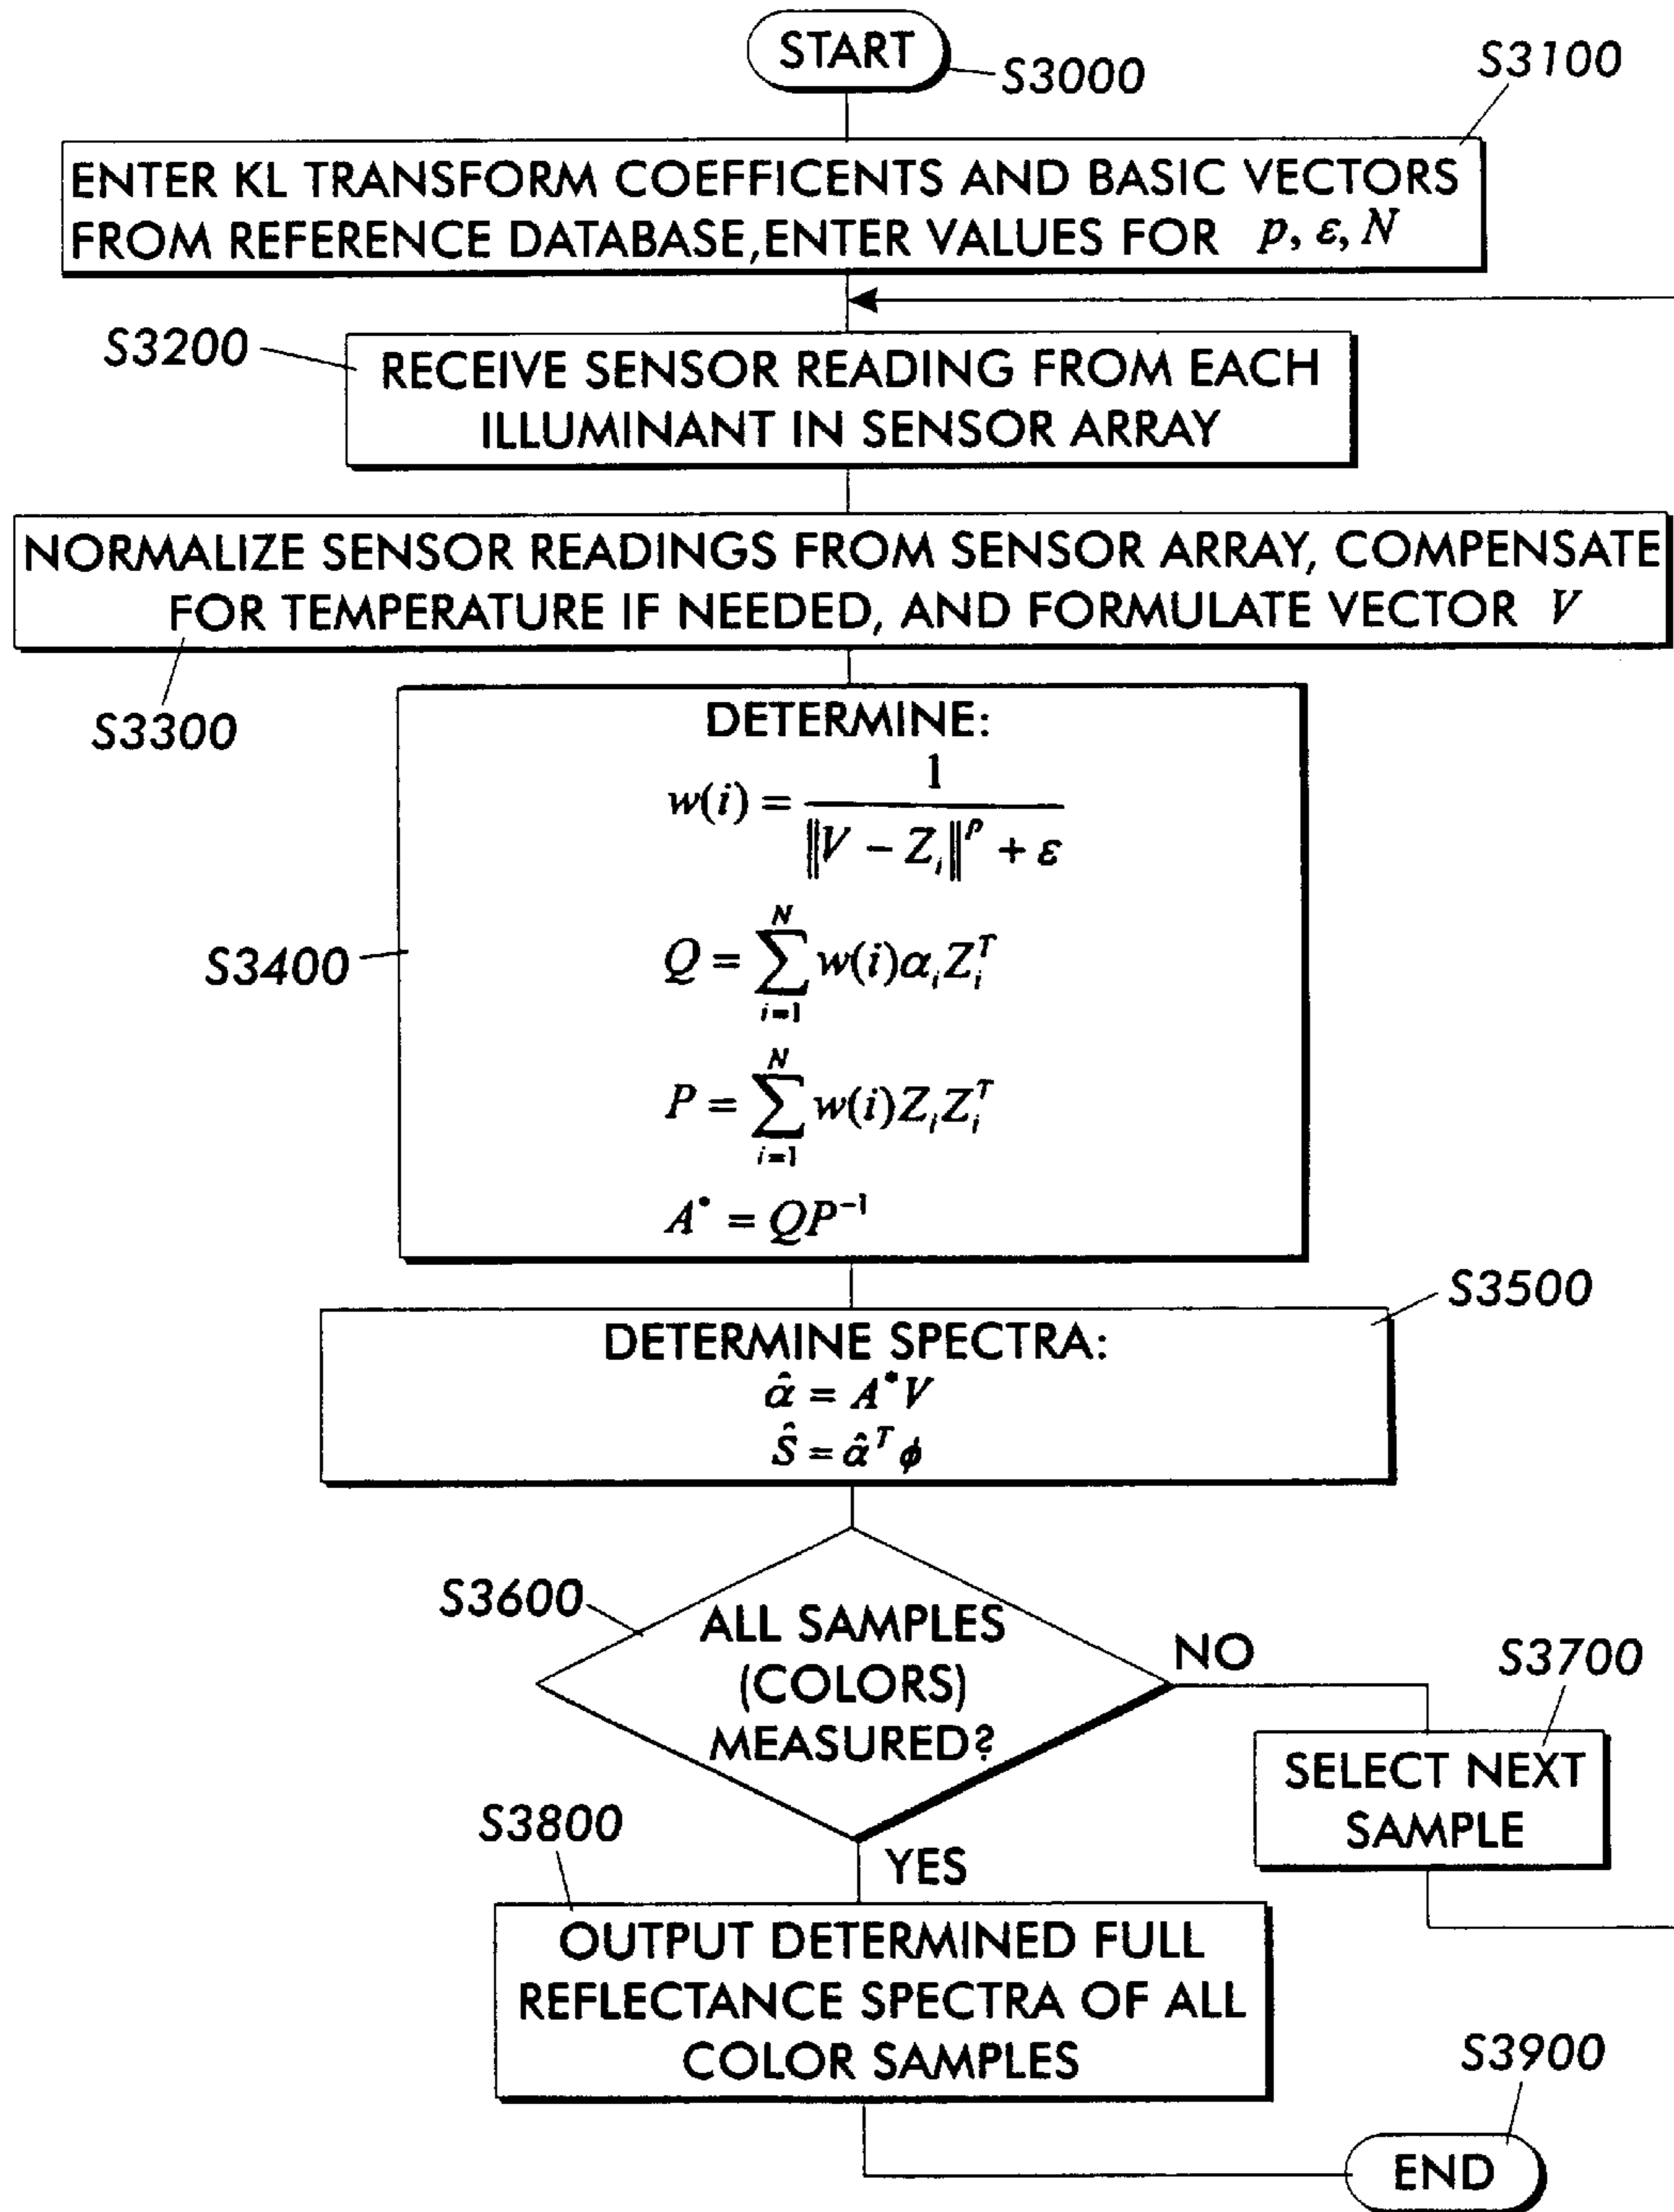 START
S3000
S3100
ENTER KL TRANSFORM COEFFICENTS AND BASIC VECTORS
FROM REFERENCE DATABASE,ENTER VALUES FOR p, ε, N
S3200
RECEIVE SENSOR READING FROM EACH
ILLUMINANT IN SENSOR ARRAY
NORMALIZE SENSOR READINGS FROM SENSOR ARRAY, COMPENSATE
FOR TEMPERATURE IF NEEDED, AND FORMULATE VECTOR V
S3300
DETERMINE:
w(i) = 1 / (‖V − Z_i‖^p + ε)
S3400
Q = ∑_{i=1}^{N} w(i)α_i Z_i^T
P = ∑_{i=1}^{N} w(i)Z_i Z_i^T
A^* = QP^{-1}
S3500
DETERMINE SPECTRA:
α̂ = A^*V
Ŝ = α̂^T ϕ
S3600
ALL SAMPLES
(COLORS)
MEASURED?
NO
S3700
SELECT NEXT
SAMPLE
S3800
YES
OUTPUT DETERMINED FULL
REFLECTANCE SPECTRA OF ALL
COLOR SAMPLES
S3900
END